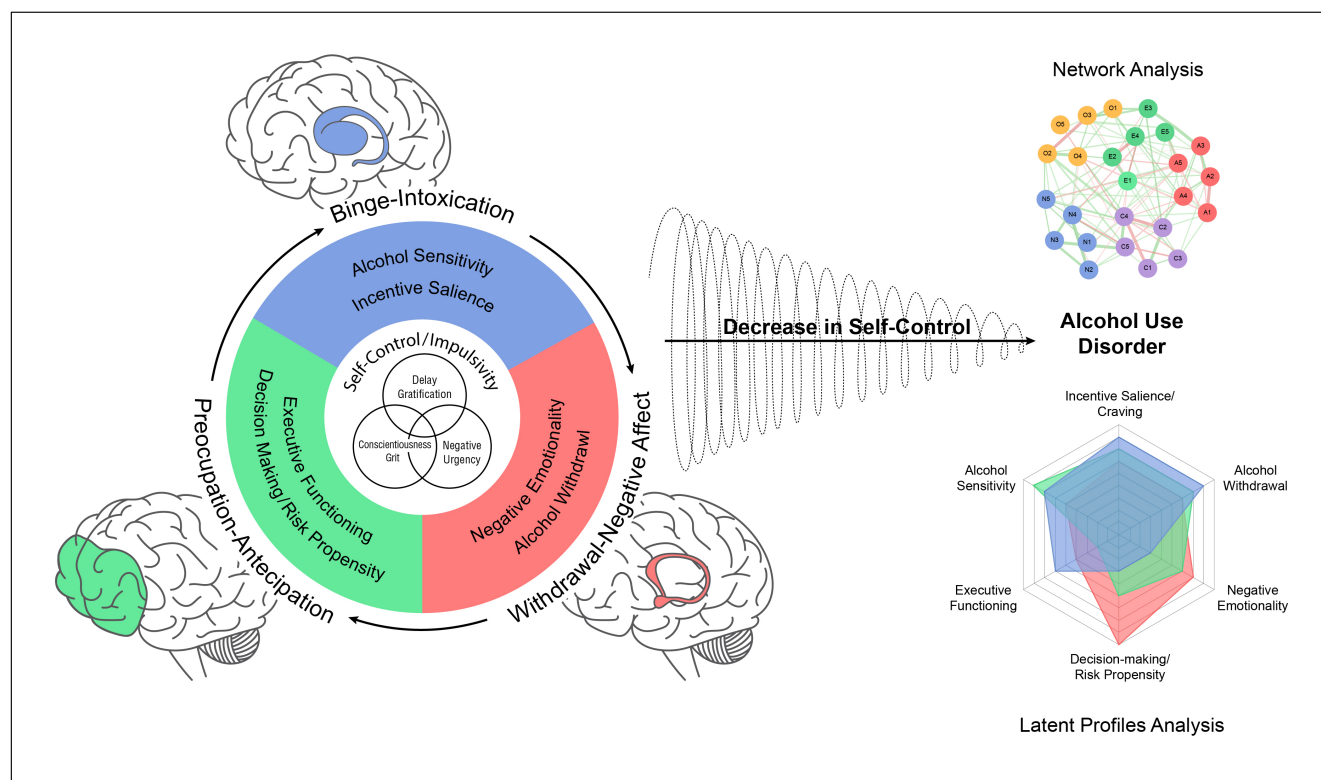 Binge-Intoxication
Alcohol Sensitivity
Incentive Salience
Self-Control/Impulsivity
Delay
Gratification
Conscientiousness
Grit
Negative
Urgency
Executive Functioning
Decision Making/Risk Propensity
Preocupation-Antecipation
Negative Emotionality
Alcohol Withdrawl
Withdrawal-Negative Affect
Decrease in Self-Control
Network Analysis
O3
O1
E3
O5
E4
E5
A3
O2
O4
E2
A5
E1
A2
N5
A4
N4
C4
A1
C2
N3
N1
C5
C3
N2
C1
Alcohol Use
Disorder
Incentive Salience/
Craving
Alcohol
Sensitivity
Alcohol
Withdrawal
Executive
Functioning
Negative
Emotionality
Decision-making/
Risk Propensity
Latent Profiles Analysis